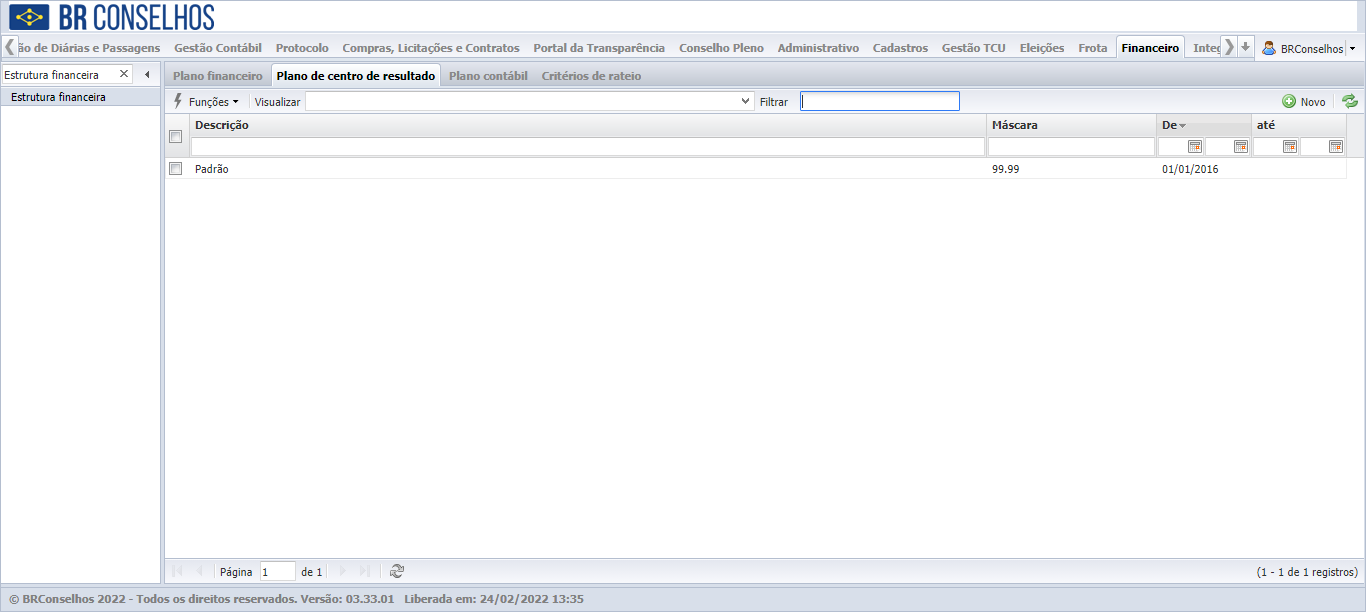 BR CONSELHOS
ão de Diárias e Passagens Gestão Contábil Protocolo Compras, Licitações e Contratos Portal da Transparência Conselho Pleno Administrativo Cadastros Gestão TCU Eleições Frota Financeiro Integ BRConselhos
Estrutura financeira Plano financeiro Plano de centro de resultado Plano contábil Critérios de rateio
Estrutura financeira Funções Visualizar Filtrar Novo
Descrição Máscara De até
Padrão 99.99 01/01/2016
Página 1 de 1 (1 - 1 de 1 registros)
© BRConselhos 2022 - Todos os direitos reservados. Versão: 03.33.01 Liberada em: 24/02/2022 13:35